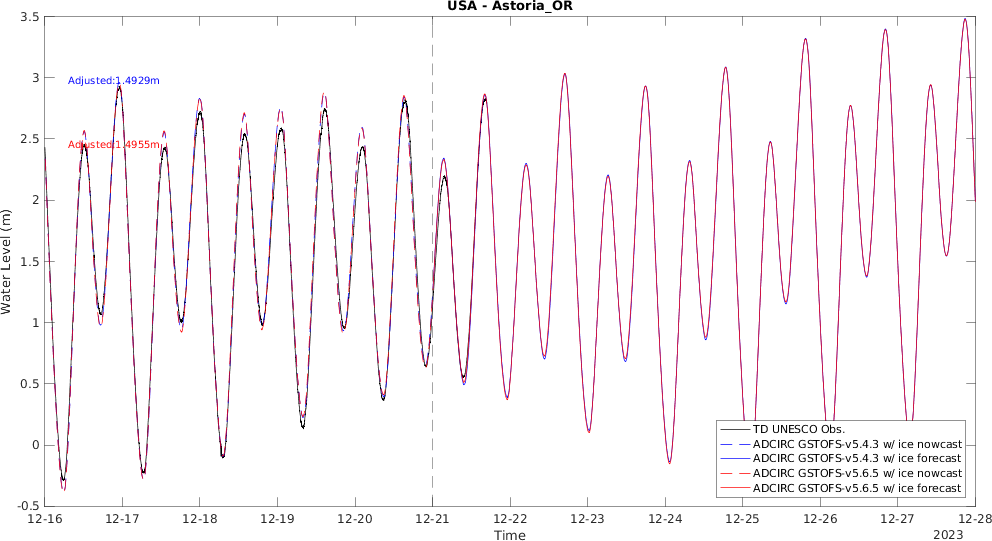 USA - Astoria_OR
3.5
3
2.5
2
1.5
1
0.5
0
-0.5
Water Level (m)
Adjusted:1.4929m
Adjusted:1.4955m
TD UNESCO Obs.
ADCIRC GSTOFS-v5.4.3 w/ ice nowcast
ADCIRC GSTOFS-v5.4.3 w/ ice forecast
ADCIRC GSTOFS-v5.6.5 w/ ice nowcast
ADCIRC GSTOFS-v5.6.5 w/ ice forecast
12-16 12-17 12-18 12-19 12-20 12-21 12-22 12-23 12-24 12-25 12-26 12-27 12-28
Time
2023